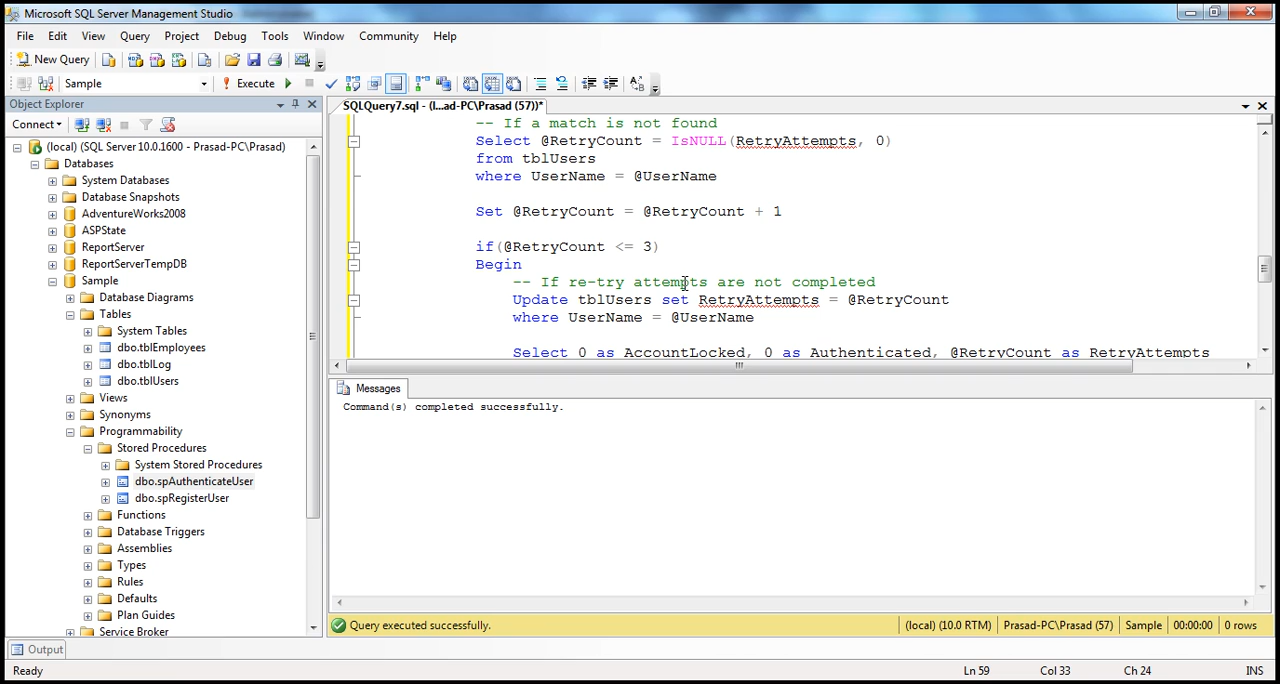 Microsoft SQL Server Management Studio
File Edit View Query Project Debug Tools Window Community Help
New Query
Sample Execute
Object Explorer
SQLQuery7.sql - (l...ad-PC\Prasad (57))*
Connect
(local) (SQL Server 10.0.1600 - Prasad-PC\Prasad)
Databases
System Databases
Database Snapshots
AdventureWorks2008
ASPState
ReportServer
ReportServerTempDB
Sample
Database Diagrams
Tables
System Tables
dbo.tblEmployees
dbo.tblLog
dbo.tblUsers
Views
Synonyms
Programmability
Stored Procedures
System Stored Procedures
dbo.spAuthenticateUser
dbo.spRegisterUser
Functions
Database Triggers
Assemblies
Types
Rules
Defaults
Plan Guides
Service Broker
-- If a match is not found
Select @RetryCount = IsNULL(RetryAttempts, 0)
from tblUsers
where UserName = @UserName
Set @RetryCount = @RetryCount + 1
if(@RetryCount <= 3)
Begin
-- If re-try attempts are not completed
Update tblUsers set RetryAttempts = @RetryCount
where UserName = @UserName
Select 0 as AccountLocked, 0 as Authenticated, @RetryCount as RetryAttempts
Messages
Command(s) completed successfully.
Query executed successfully. (local) (10.0 RTM) Prasad-PC\Prasad (57) Sample 00:00:00 0 rows
Output
Ready Ln 59 Col 33 Ch 24 INS